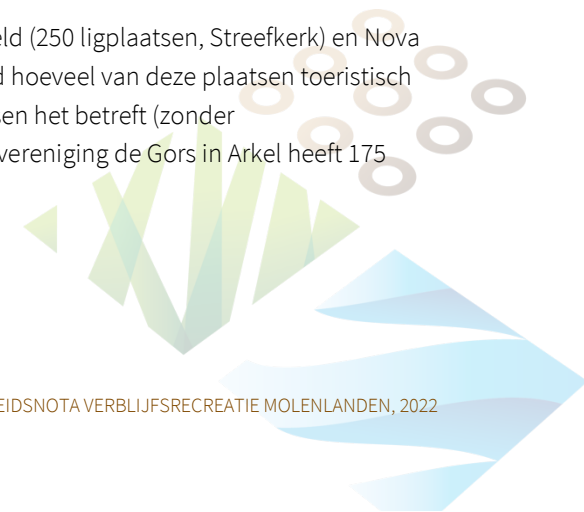 ld (250 ligplaatsen, Streefkerk) en Nova
d hoeveel van deze plaatsen toeristisch
en het betreft (zonder
vereniging de Gors in Arkel heeft 175
EIDSNOTA VERBLIJFSRECREATIE MOLENLANDEN, 2022